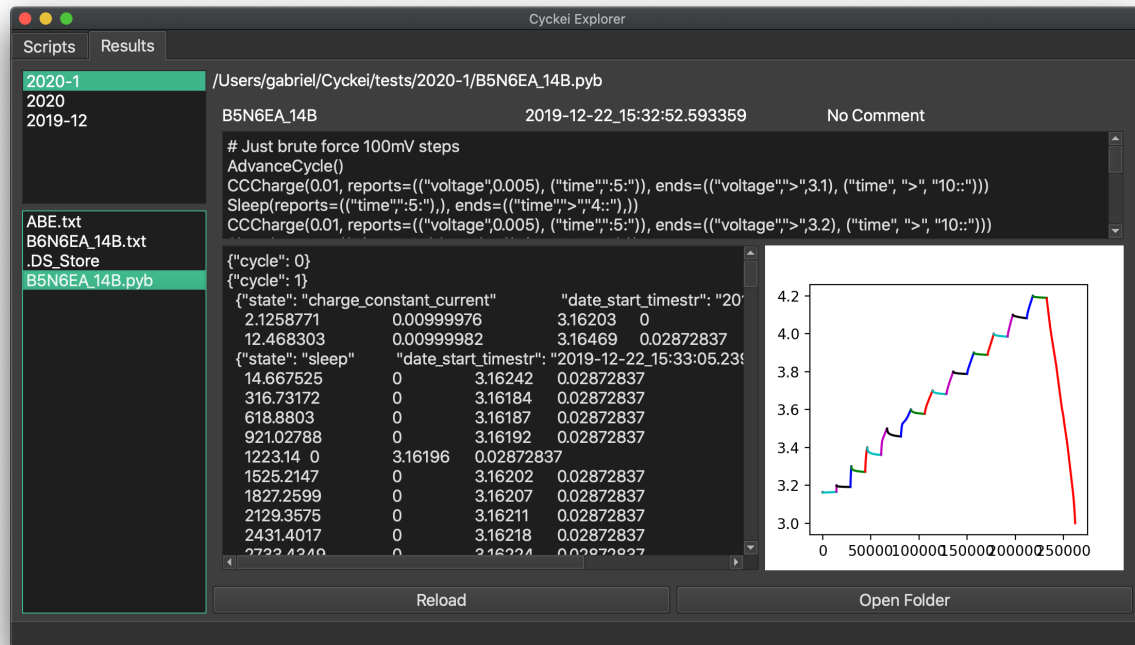 Cyckei Explorer
Scripts Results
2020-1
2020
2019-12
ABE.txt
B6N6EA_14B.txt
.DS_Store
B5N6EA_14B.pyb
/Users/gabriel/Cyckei/tests/2020-1/B5N6EA_14B.pyb
B5N6EA_14B 2019-12-22_15:32:52.593359 No Comment
# Just brute force 100mV steps
AdvanceCycle()
CCCharge(0.01, reports=(("voltage",0.005), ("time",":5:")), ends=(("voltage",">",3.1), ("time", ">", "10::")))
Sleep(reports=(("time",":5:"),), ends=(("time",">","4::"),))
CCCharge(0.01, reports=(("voltage",0.005), ("time",":5:")), ends=(("voltage",">",3.2), ("time", ">", "10::")))
{"cycle": 0}
{"cycle": 1}
{"state": "charge_constant_current" "date_start_timestr": "201
2.1258771 0.00999976 3.16203 0
12.468303 0.00999982 3.16469 0.02872837
{"state": "sleep" "date_start_timestr": "2019-12-22_15:33:05.239
14.667525 0 3.16242 0.02872837
316.73172 0 3.16184 0.02872837
618.8803 0 3.16187 0.02872837
921.02788 0 3.16192 0.02872837
1223.14 0 3.16196 0.02872837
1525.2147 0 3.16202 0.02872837
1827.2599 0 3.16207 0.02872837
2129.3575 0 3.16211 0.02872837
2431.4017 0 3.16218 0.02872837
2733.4349 0 3.16224 0.02872837
4.2
4.0
3.8
3.6
3.4
3.2
3.0
0 50000 100000 150000 200000 250000
Reload Open Folder